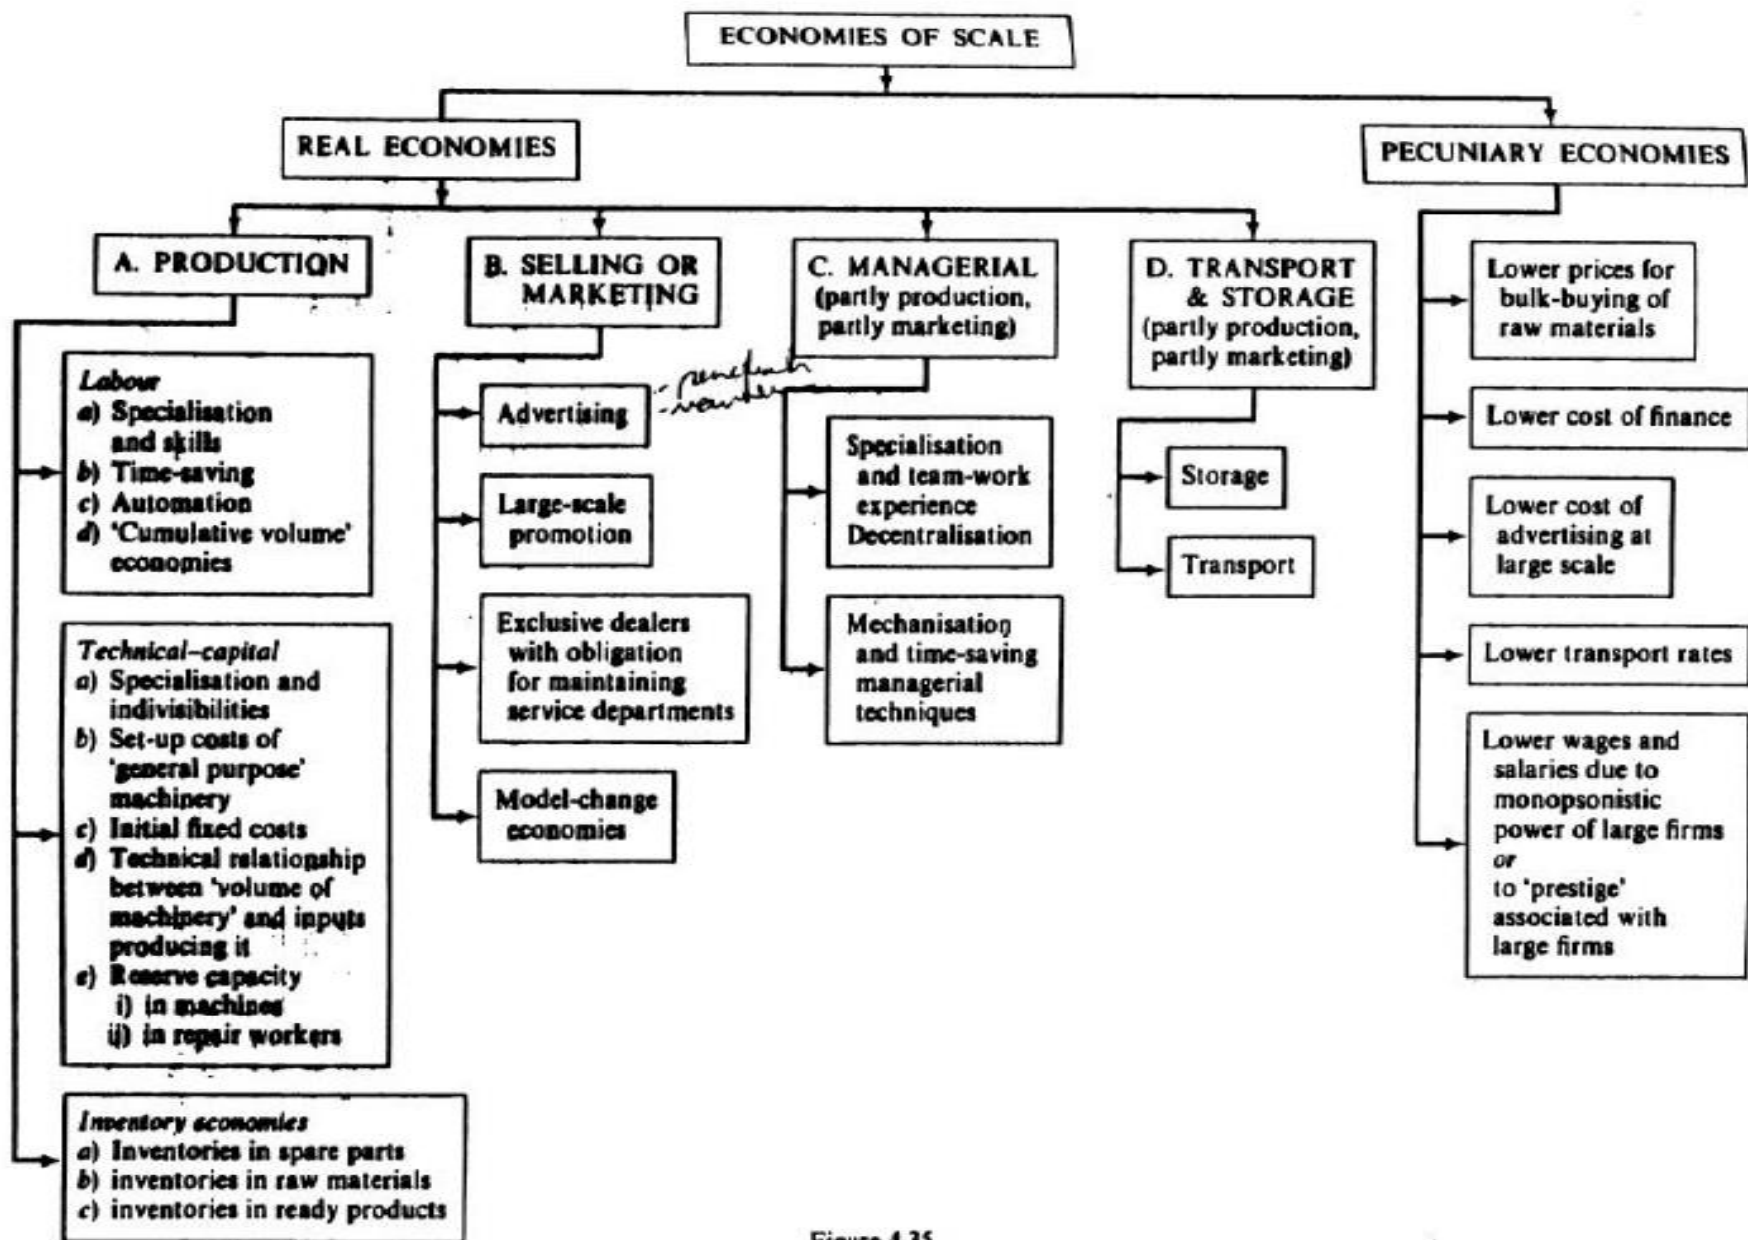 ECONOMIES OF SCALE
REAL ECONOMIES
PECUNIARY ECONOMIES
A. PRODUCTION
Labour
a) Specialisation
and skills
b) Time-saving
c) Automation
d) 'Cumulative volume'
economies
Technical-capital
a) Specialisation and
indivisibilities
b) Set-up costs of
'general purpose'
machinery
c) Initial fixed costs
d) Technical relationship
between 'volume of
machinery' and inputs
producing it
e) Reserve capacity
i) in machines
ii) in repair workers
Inventory economies
a) Inventories in spare parts
b) inventories in raw materials
c) inventories in ready products
B. SELLING OR
MARKETING
Advertising
Large-scale
promotion
Exclusive dealers
with obligation
for maintaining
service departments
Model-change
economies
C. MANAGERIAL
(partly production,
partly marketing)
Specialisation
and team-work
experience
Decentralisation
Mechanisation
and time-saving
managerial
techniques
D. TRANSPORT
& STORAGE
(partly production,
partly marketing)
Storage
Transport
Lower prices for
bulk-buying of
raw materials
Lower cost of finance
Lower cost of
advertising at
large scale
Lower transport rates
Lower wages and
salaries due to
monopsonistic
power of large firms
or
to 'prestige'
associated with
large firms
Figure 4.35